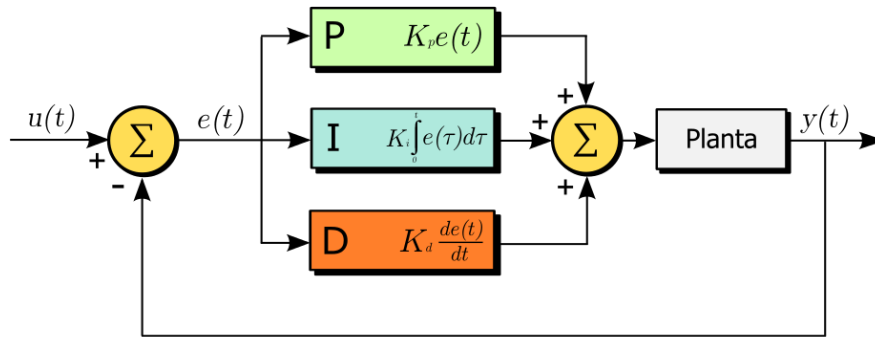 P K_p e(t)
+
u(t) Σ e(t) I K_i ∫_0^t e(τ)dτ + Σ Planta y(t)
+
-
+
D K_d de(t)/dt